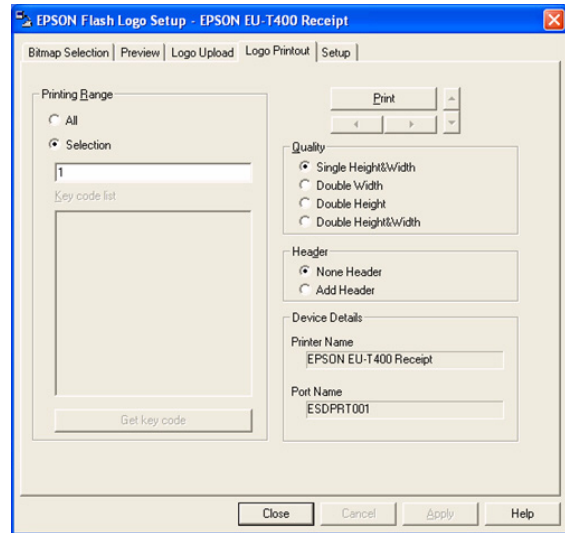 EPSON Flash Logo Setup - EPSON EU-T400 Receipt
Bitmap Selection Preview Logo Upload Logo Printout Setup
Printing Range
All
Selection
1
Key code list
Get key code
Print
Quality
Single Height&Width
Double Width
Double Height
Double Height&Width
Header
None Header
Add Header
Device Details
Printer Name
EPSON EU-T400 Receipt
Port Name
ESDPRT001
Close Cancel Apply Help